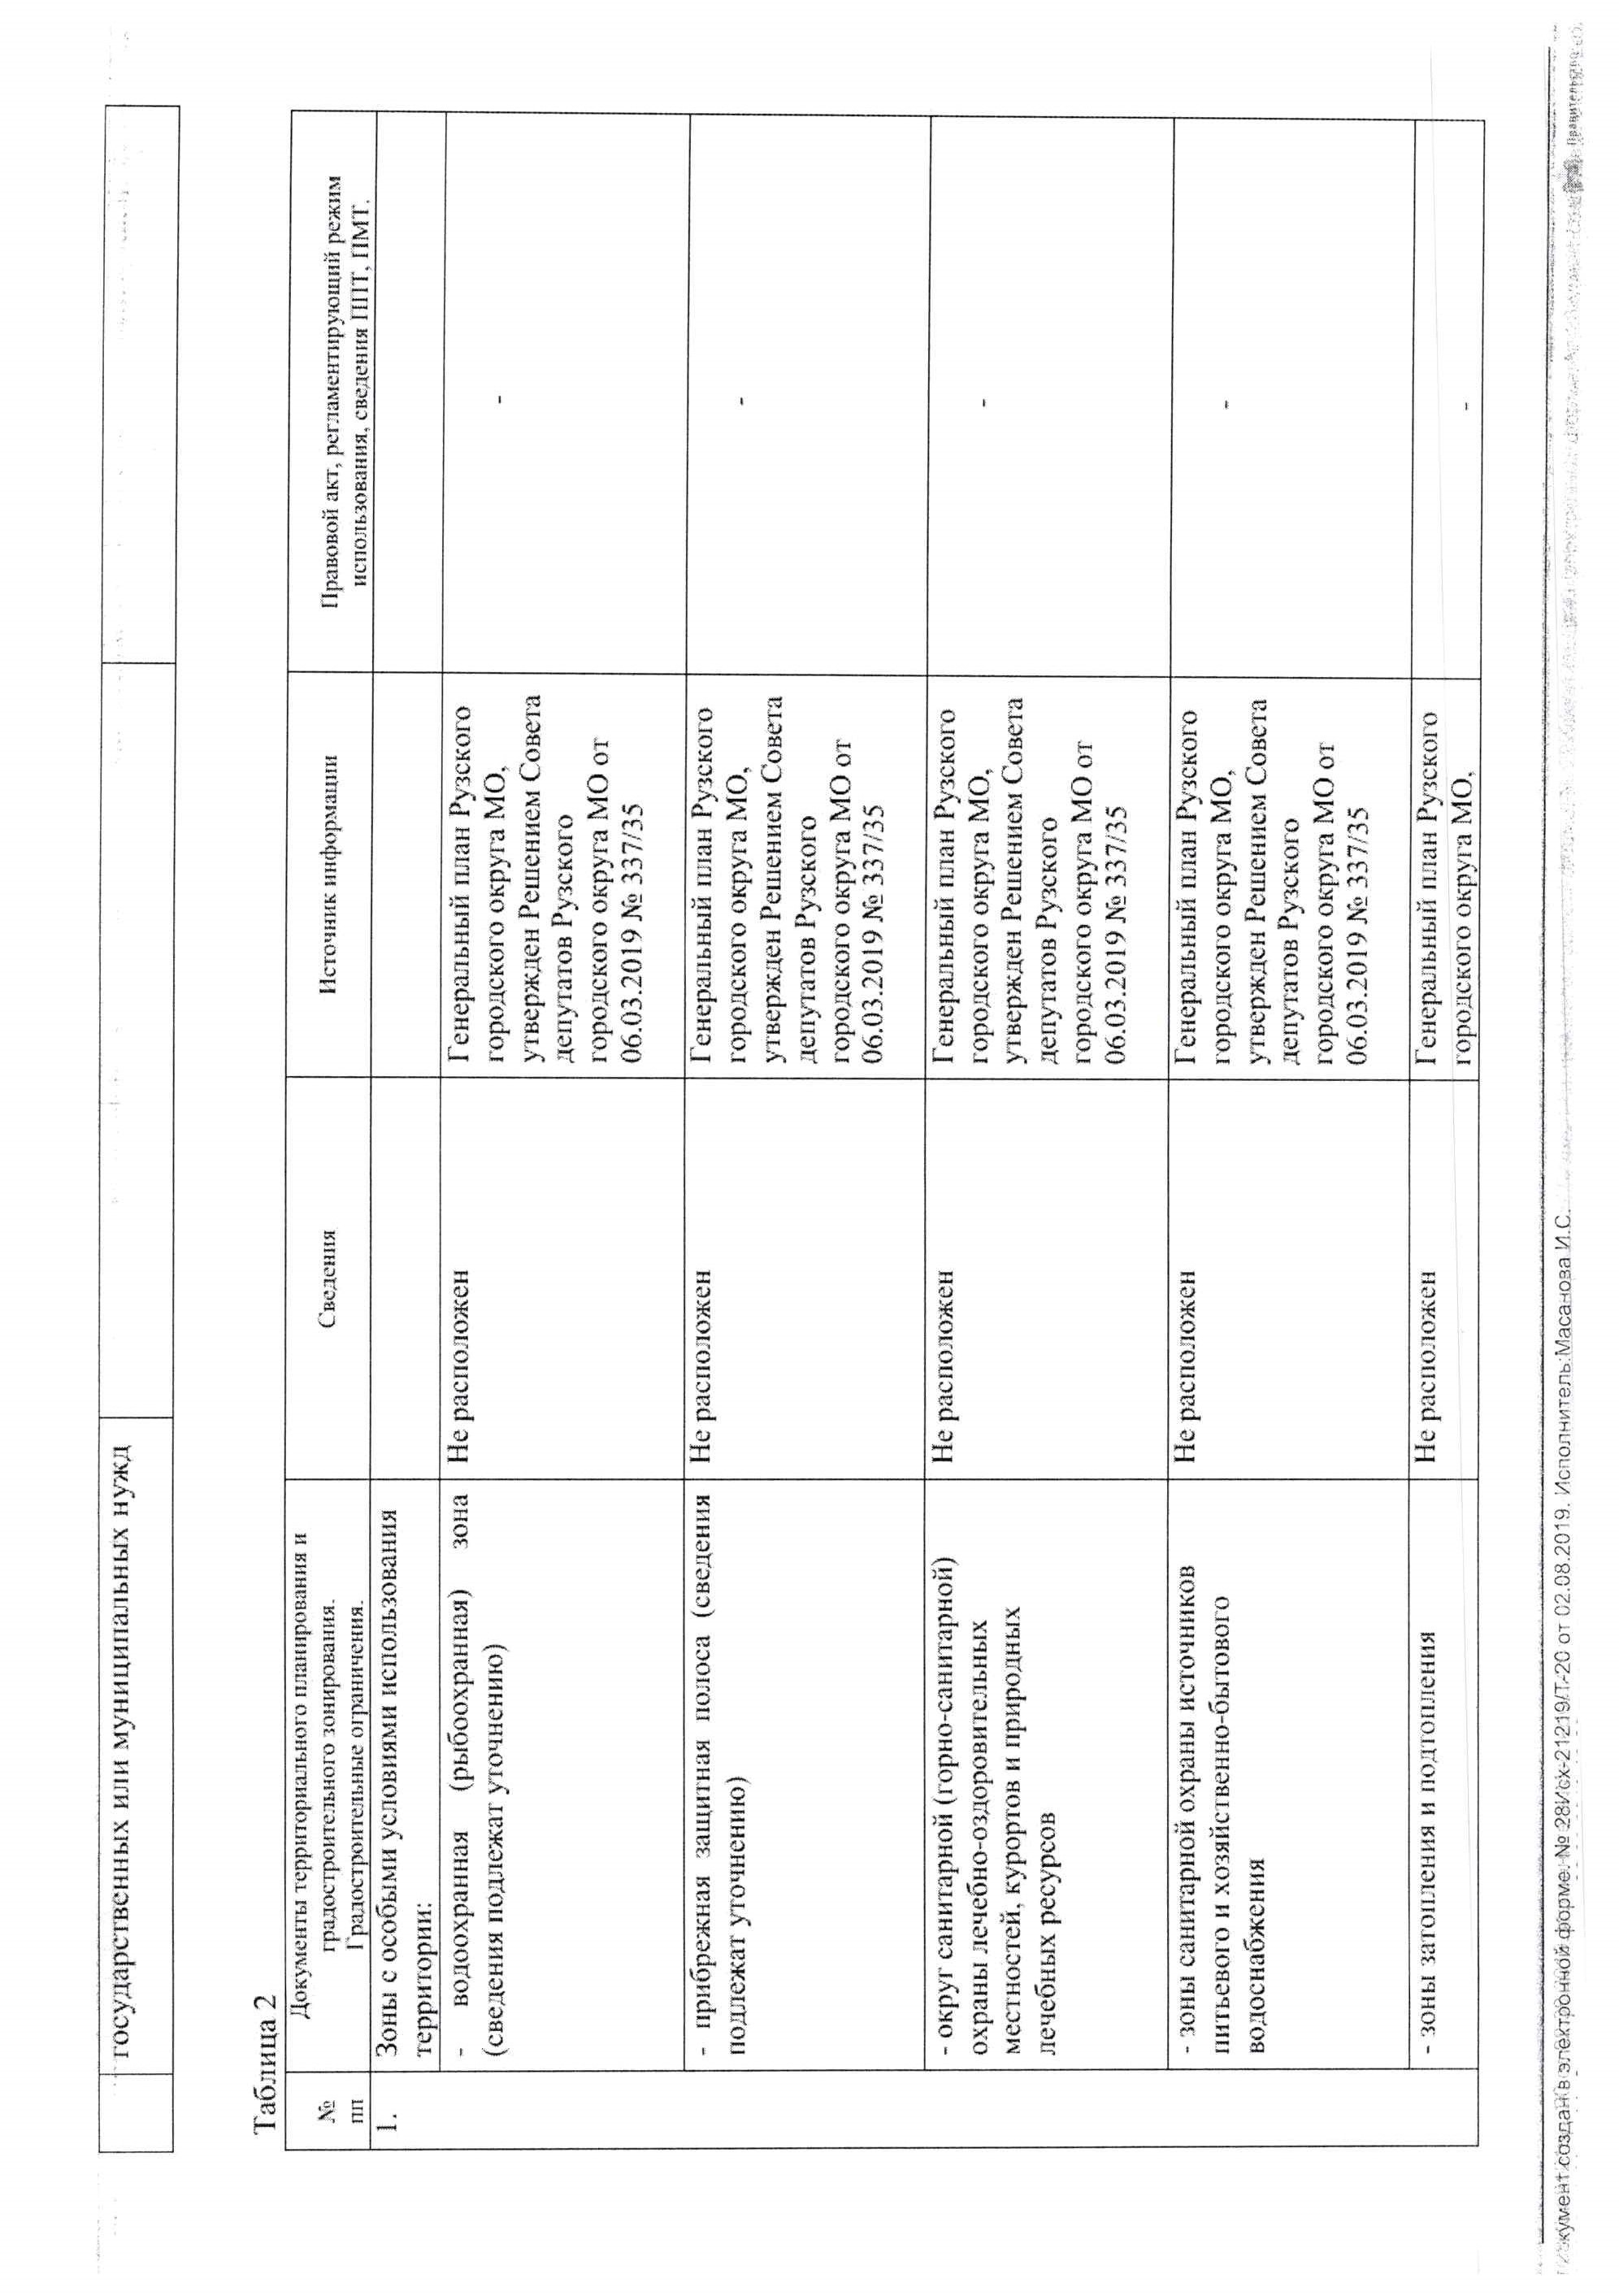 государственных или муниципальных нужд
Таблица 2
№
пп
Документы территориального планирования и
градостроительного зонирования.
Градостроительные ограничения.
Сведения
Источник информации
Правовой акт, регламентирующий режим
использования, сведения ППТ, ПМТ.
1.
Зоны с особыми условиями использования
территории:
- водоохранная (рыбоохранная) зона
(сведения подлежат уточнению)
Не расположен
Генеральный план Рузского
городского округа МО,
утвержден Решением Совета
депутатов Рузского
городского округа МО от
06.03.2019 № 337/35
-
- прибрежная защитная полоса (сведения
подлежат уточнению)
Не расположен
Генеральный план Рузского
городского округа МО,
утвержден Решением Совета
депутатов Рузского
городского округа МО от
06.03.2019 № 337/35
-
- округ санитарной (горно-санитарной)
охраны лечебно-оздоровительных
местностей, курортов и природных
лечебных ресурсов
Не расположен
Генеральный план Рузского
городского округа МО,
утвержден Решением Совета
депутатов Рузского
городского округа МО от
06.03.2019 № 337/35
-
- зоны санитарной охраны источников
питьевого и хозяйственно-бытового
водоснабжения
Не расположен
Генеральный план Рузского
городского округа МО,
утвержден Решением Совета
депутатов Рузского
городского округа МО от
06.03.2019 № 337/35
-
- зоны затопления и подтопления
Не расположен
Генеральный план Рузского
городского округа МО,
-
создан в электронной форме. № 28Исх-21219/Т-20 от 02.08.2019. Исполнитель:Масанова И.С.